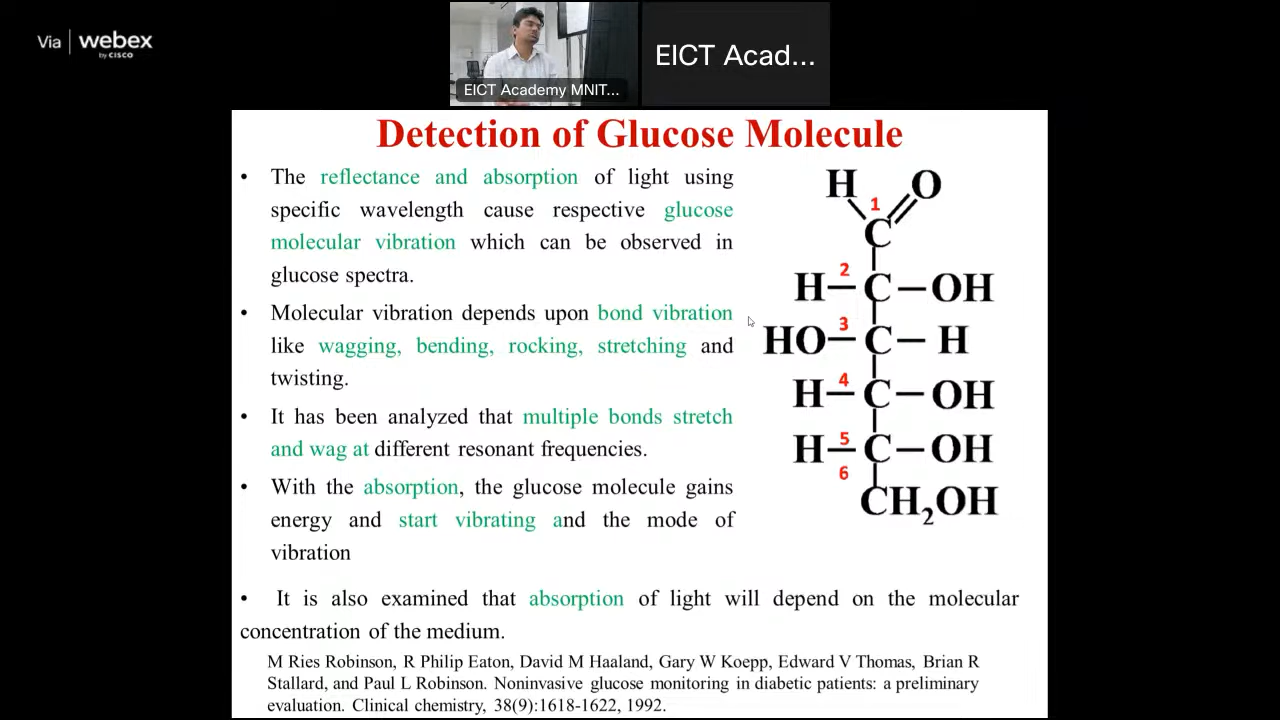 Via webex
by CISCO
EICT Academy MNIT...
EICT Acad...
Detection of Glucose Molecule
• The reflectance and absorption of light using
specific wavelength cause respective glucose
molecular vibration which can be observed in
glucose spectra.
• Molecular vibration depends upon bond vibration
like wagging, bending, rocking, stretching and
twisting.
• It has been analyzed that multiple bonds stretch
and wag at different resonant frequencies.
• With the absorption, the glucose molecule gains
energy and start vibrating and the mode of
vibration
• It is also examined that absorption of light will depend on the molecular
concentration of the medium.
M Ries Robinson, R Philip Eaton, David M Haaland, Gary W Koepp, Edward V Thomas, Brian R
Stallard, and Paul L Robinson. Noninvasive glucose monitoring in diabetic patients: a preliminary
evaluation. Clinical chemistry, 38(9):1618-1622, 1992.
H O
1
C
2
H C OH
3
HO C H
4
H C OH
5
H C OH
6
CH₂OH